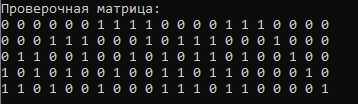 Проверочная матрица:
0 0 0 0 0 0 1 1 1 1 0 0 0 0 1 1 1 0 0 0 0
0 0 0 1 1 1 0 0 0 1 0 1 1 1 0 0 0 1 0 0 0
0 1 1 0 0 1 0 0 1 0 1 0 1 1 0 1 0 0 1 0 0
1 0 1 0 1 0 0 1 0 0 1 1 0 1 1 0 0 0 0 1 0
1 1 0 1 0 0 1 0 0 0 1 1 1 0 1 1 0 0 0 0 1